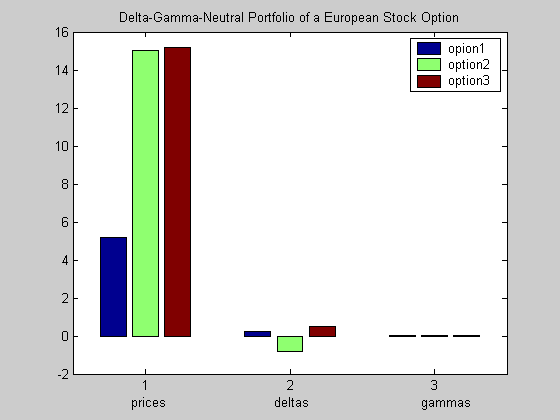 Delta-Gamma-Neutral Portfolio of a European Stock Option
16
14
12
10
8
6
4
2
0
-2
opion1
option2
option3
1 2 3
prices deltas gammas